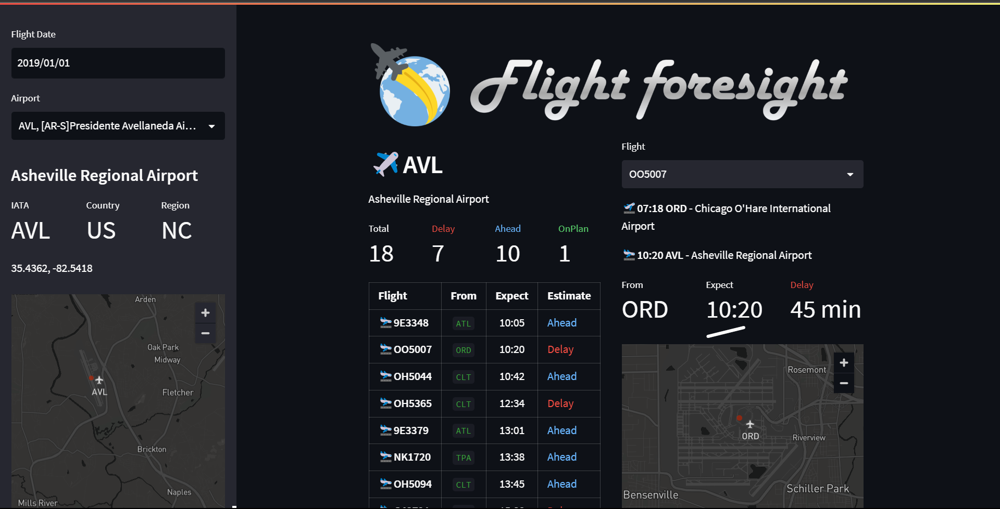 Flight Date
2019/01/01
Airport
AVL, [AR-S]Presidente Avellaneda Ai...
Asheville Regional Airport
IATA Country Region
AVL US NC
35.4362, -82.5418
Arden
Oak Park
Midway
AVL
Fletcher
Brickton
Naples
Mills River
Flight foresight
AVL
Asheville Regional Airport
Total Delay Ahead OnPlan
18 7 10 1
Flight From Expect Estimate
9E3348 ATL 10:05 Ahead
OO5007 ORD 10:20 Delay
OH5044 CLT 10:42 Ahead
OH5365 CLT 12:34 Delay
9E3379 ATL 13:01 Ahead
NK1720 TPA 13:38 Ahead
OH5094 CLT 13:45 Ahead
Flight
OO5007
07:18 ORD - Chicago O'Hare International
Airport
10:20 AVL - Asheville Regional Airport
From Expect Delay
ORD 10:20 45 min
Rosemont
ORD
Riverview
Schiller Park
Bensenville